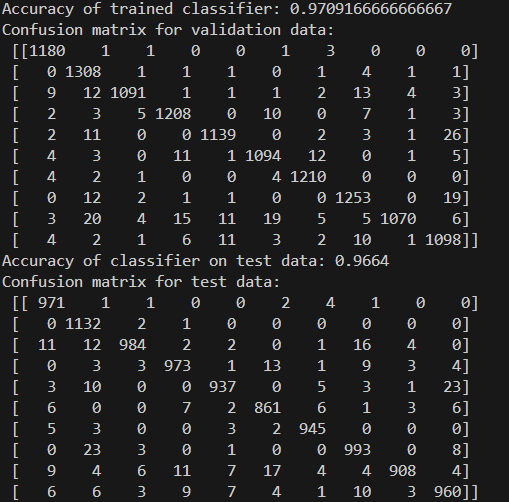 Accuracy of trained classifier: 0.9709166666666667
Confusion matrix for validation data:
[[1180 1 1 0 0 1 3 0 0 0]
[ 0 1308 1 1 1 0 1 4 1 1]
[ 9 12 1091 1 1 1 2 13 4 3]
[ 2 3 5 1208 0 10 0 7 1 3]
[ 2 11 0 0 1139 0 2 3 1 26]
[ 4 3 0 11 1 1094 12 0 1 5]
[ 4 2 1 0 0 4 1210 0 0 0]
[ 0 12 2 1 1 0 0 1253 0 19]
[ 3 20 4 15 11 19 5 5 1070 6]
[ 4 2 1 6 11 3 2 10 1 1098]]
Accuracy of classifier on test data: 0.9664
Confusion matrix for test data:
[[ 971 1 1 0 0 2 4 1 0 0]
[ 0 1132 2 1 0 0 0 0 0 0]
[ 11 12 984 2 2 0 1 16 4 0]
[ 0 3 3 973 1 13 1 9 3 4]
[ 3 10 0 0 937 0 5 3 1 23]
[ 6 0 0 7 2 861 6 1 3 6]
[ 5 3 0 0 3 2 945 0 0 0]
[ 0 23 3 0 1 0 0 993 0 8]
[ 9 4 6 11 7 17 4 4 908 4]
[ 6 6 3 9 7 4 1 10 3 960]]